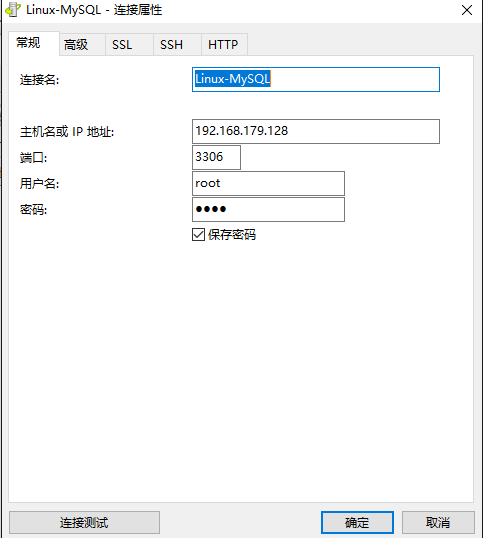 Linux-MySQL - 连接属性
常规 高级 SSL SSH HTTP
连接名: Linux-MySQL
主机名或 IP 地址: 192.168.179.128
端口: 3306
用户名: root
密码: ●●●●
保存密码
连接测试 确定 取消